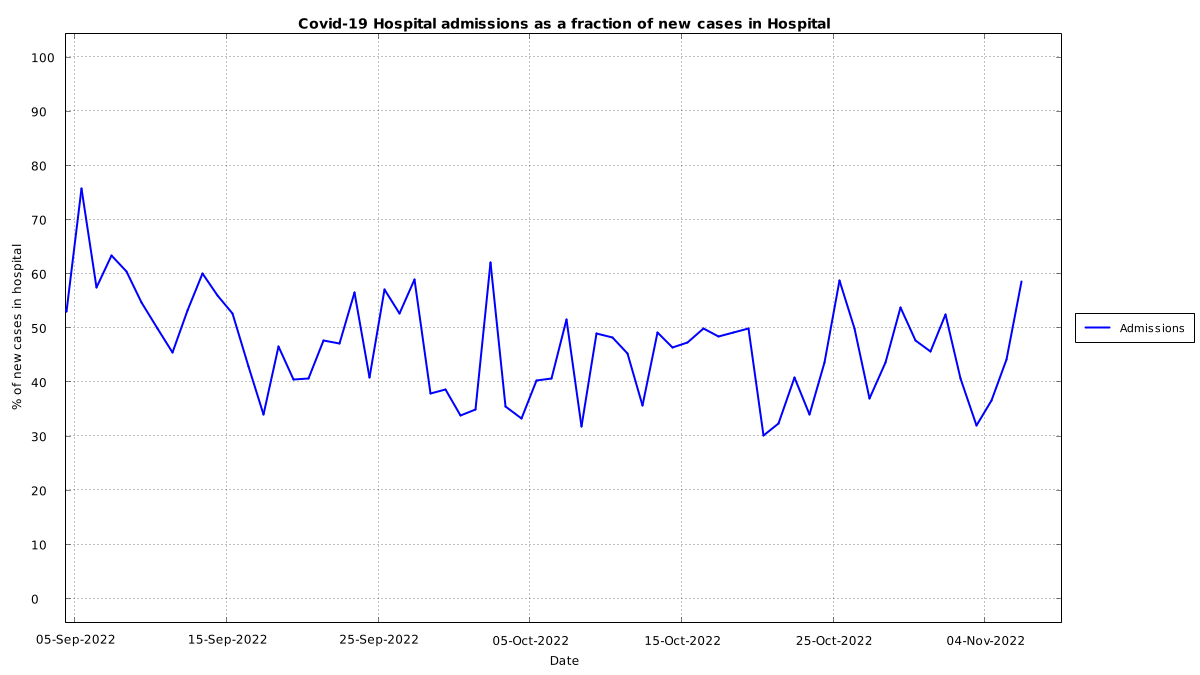 Covid-19 Hospital admissions as a fraction of new cases in Hospital
100
90
80
70
60
50
40
30
20
10
0
% of new cases in hospital
05-Sep-2022 15-Sep-2022 25-Sep-2022 05-Oct-2022 15-Oct-2022 25-Oct-2022 04-Nov-2022
Date
Admissions